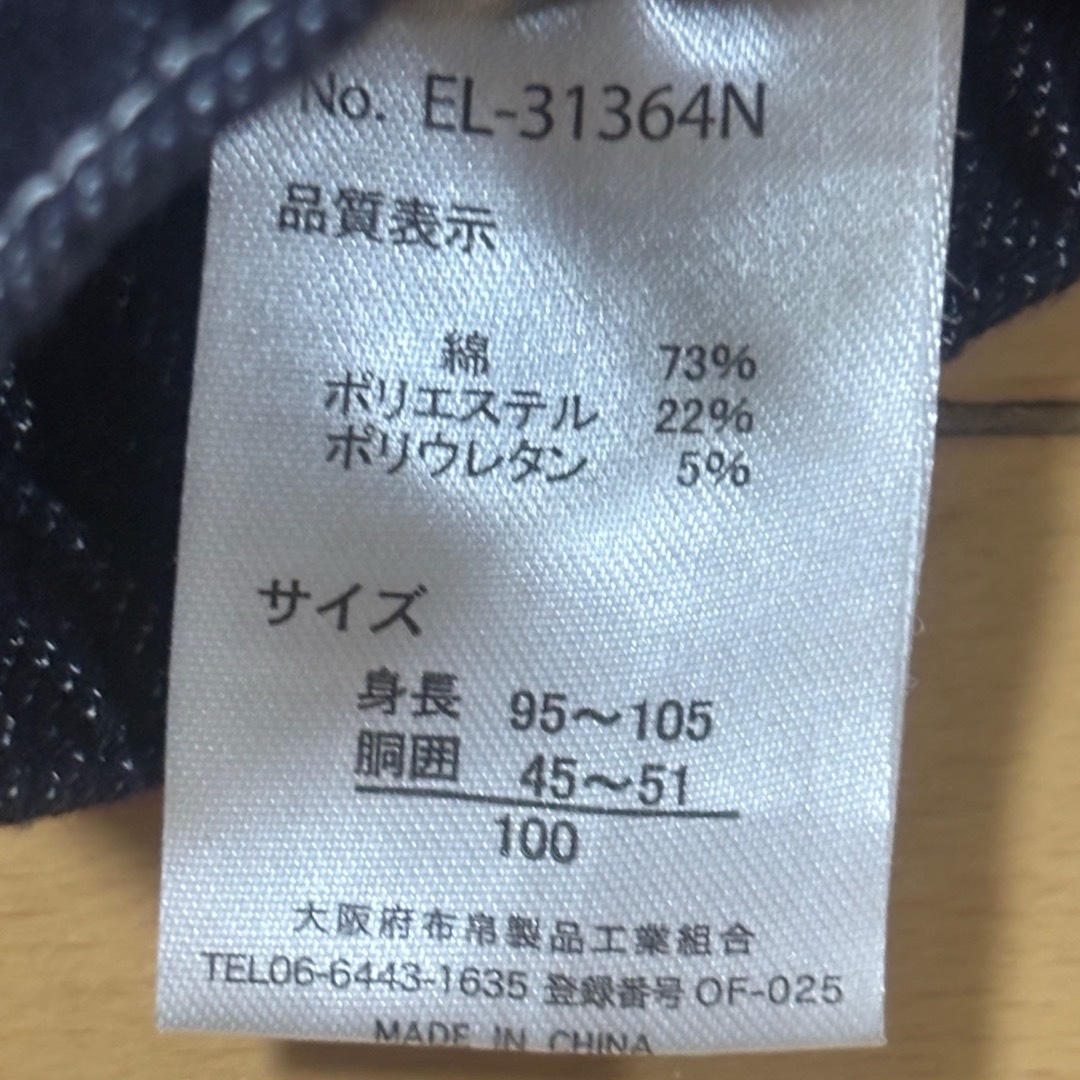 No. EL-31364N
品質表示
綿 73%
ポリエステル 22%
ポリウレタン 5%
サイズ
身長 95～105
胴囲 45～51
100
大阪府布帛製品工業組合
TEL06-6443-1635 登録番号 OF-025
MADE IN CHINA